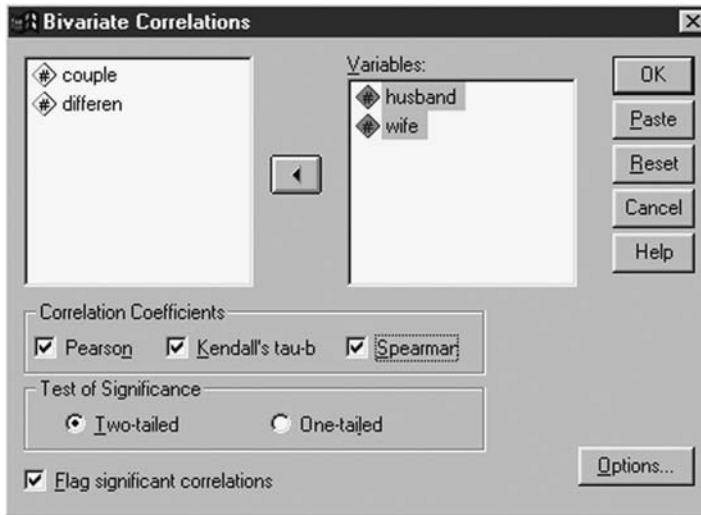 Bivariate Correlations
couple
differen
Variables:
husband
wife
OK
Paste
Reset
Cancel
Help
Correlation Coefficients
Pearson Kendall's tau-b Spearman
Test of Significance
Two-tailed One-tailed
Flag significant correlations
Options...